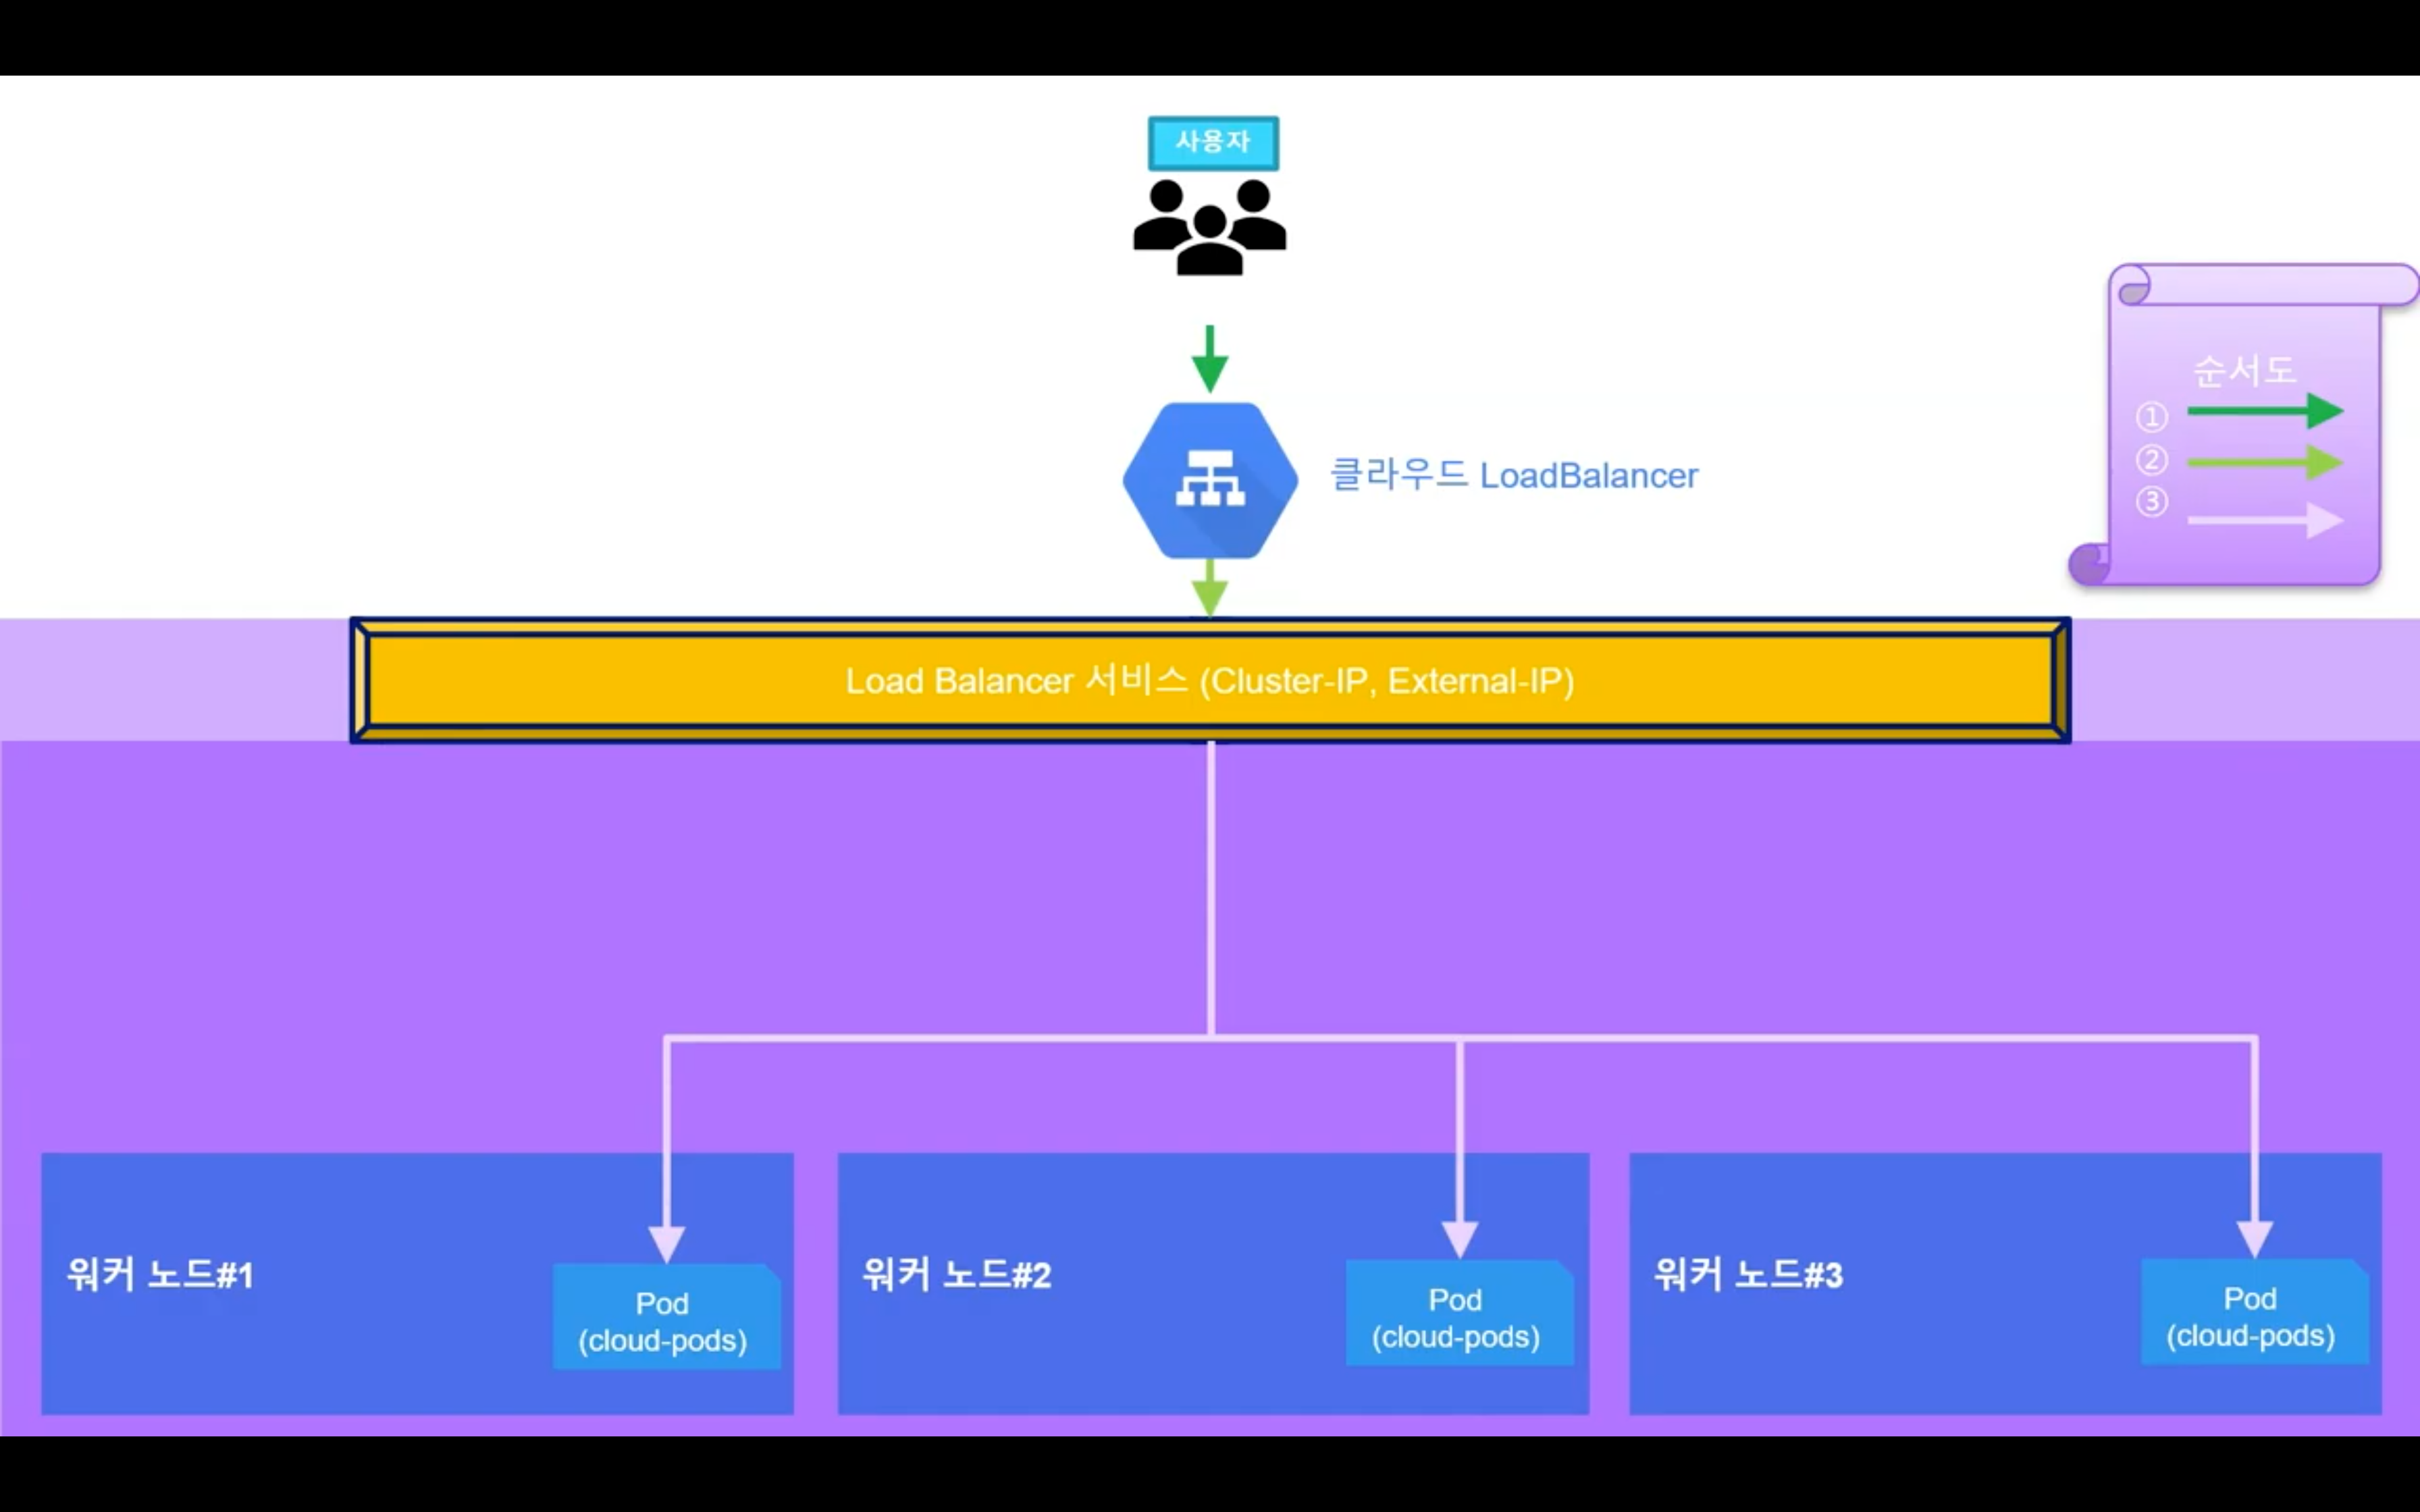 사용자
클라우드 LoadBalancer
순서도
①
②
③
Load Balancer 서비스 (Cluster-IP, External-IP)
워커 노드#1
Pod
(cloud-pods)
워커 노드#2
Pod
(cloud-pods)
워커 노드#3
Pod
(cloud-pods)